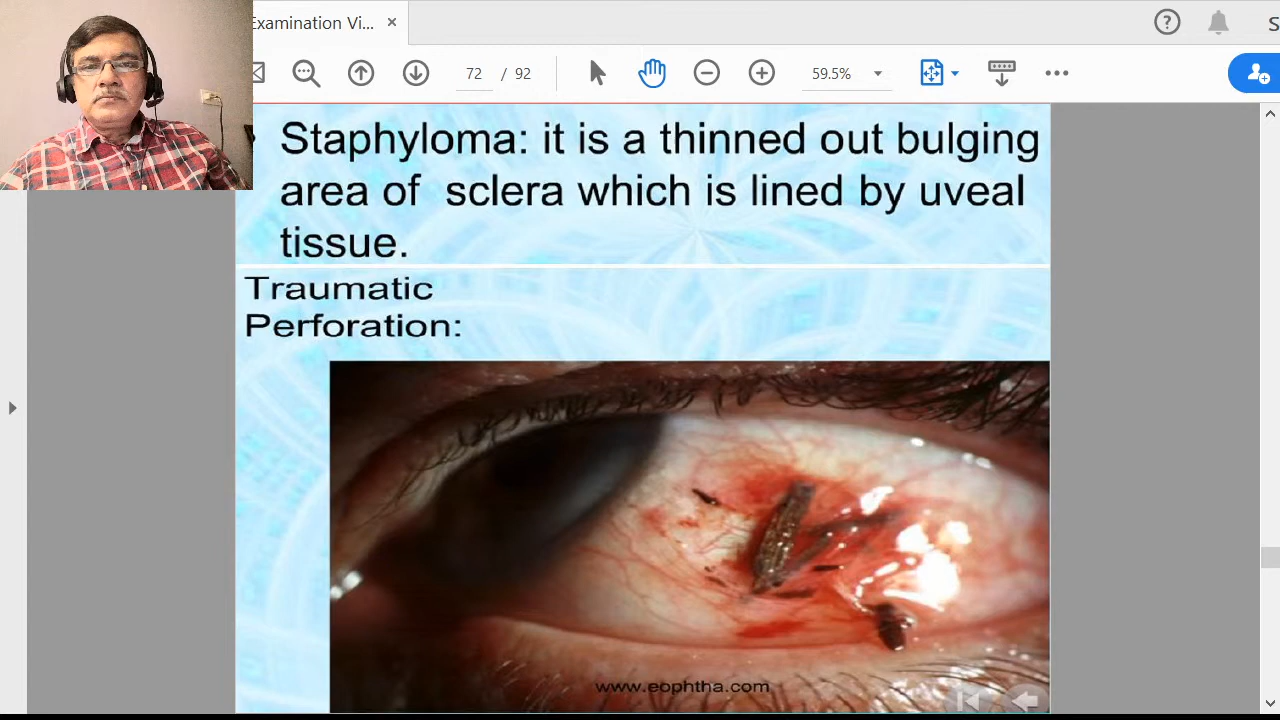 Examination Vi...
72 / 92
59.5%
Staphyloma: it is a thinned out bulging
area of sclera which is lined by uveal
tissue.
Traumatic
Perforation:
www.eophtha.com